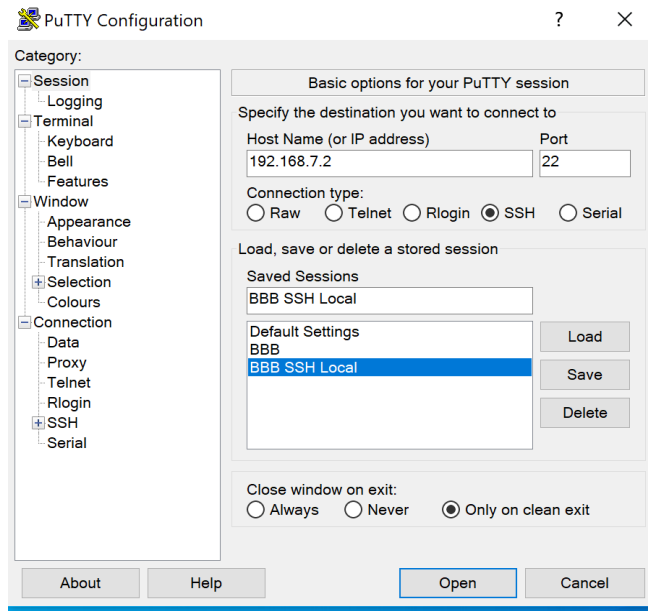 PuTTY Configuration
?
Category:
Session
Logging
Terminal
Keyboard
Bell
Features
Window
Appearance
Behaviour
Translation
Selection
Colours
Connection
Data
Proxy
Telnet
Rlogin
SSH
Serial
Basic options for your PuTTY session
Specify the destination you want to connect to
Host Name (or IP address) Port
192.168.7.2 22
Connection type:
Raw Telnet Rlogin SSH Serial
Load, save or delete a stored session
Saved Sessions
BBB SSH Local
Default Settings
BBB
BBB SSH Local
Load
Save
Delete
Close window on exit:
Always Never Only on clean exit
About Help Open Cancel